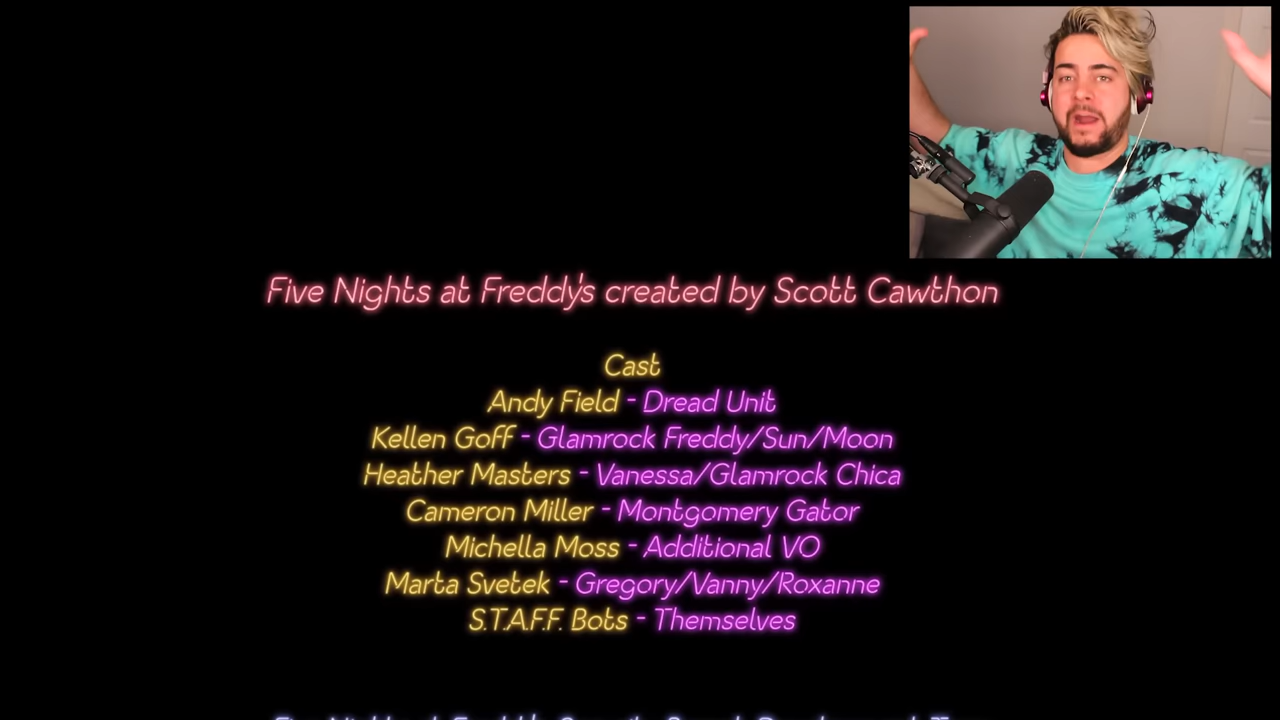 Five Nights at Freddy's created by Scott Cawthon
Cast
Andy Field - Dread Unit
Kellen Goff - Glamrock Freddy/Sun/Moon
Heather Masters - Vanessa/Glamrock Chica
Cameron Miller - Montgomery Gator
Michella Moss - Additional VO
Marta Svetek - Gregory/Vanny/Roxanne
S.T.A.F.F. Bots - Themselves